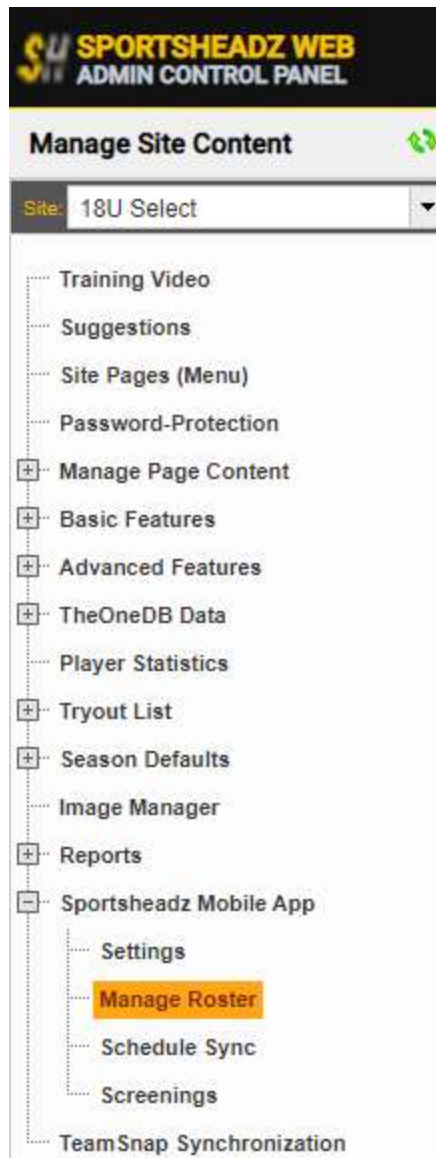 SH SPORTSHEADZ WEB
ADMIN CONTROL PANEL
Manage Site Content
Site: 18U Select
Training Video
Suggestions
Site Pages (Menu)
Password-Protection
Manage Page Content
Basic Features
Advanced Features
TheOneDB Data
Player Statistics
Tryout List
Season Defaults
Image Manager
Reports
Sportsheadz Mobile App
Settings
Manage Roster
Schedule Sync
Screenings
TeamSnap Synchronization